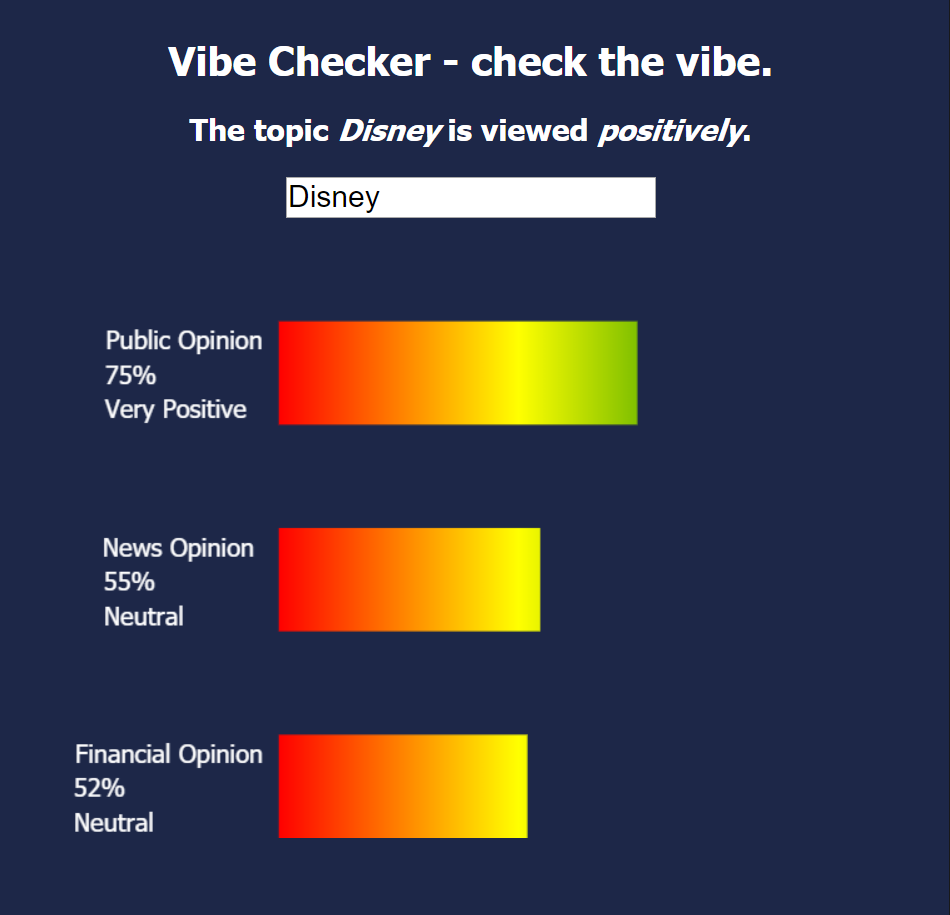 Vibe Checker - check the vibe.
The topic Disney is viewed positively.
Disney
Public Opinion
75%
Very Positive
News Opinion
55%
Neutral
Financial Opinion
52%
Neutral